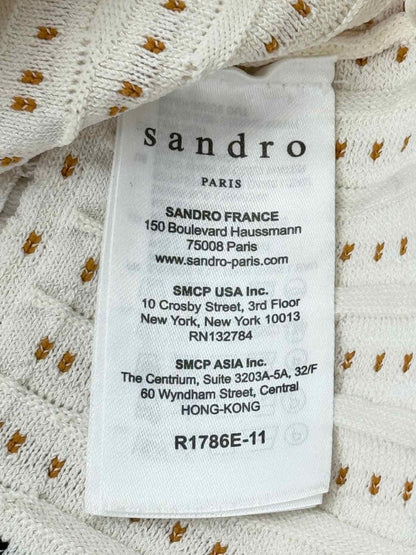 sandro
PARIS
SANDRO FRANCE
150 Boulevard Haussmann
75008 Paris
www.sandro-paris.com
SMCP USA Inc.
10 Crosby Street, 3rd Floor
New York, New York 10013
RN132784
SMCP ASIA Inc.
The Centrium, Suite 3203A-5A, 32/F
60 Wyndham Street, Central
HONG-KONG
R1786E-11